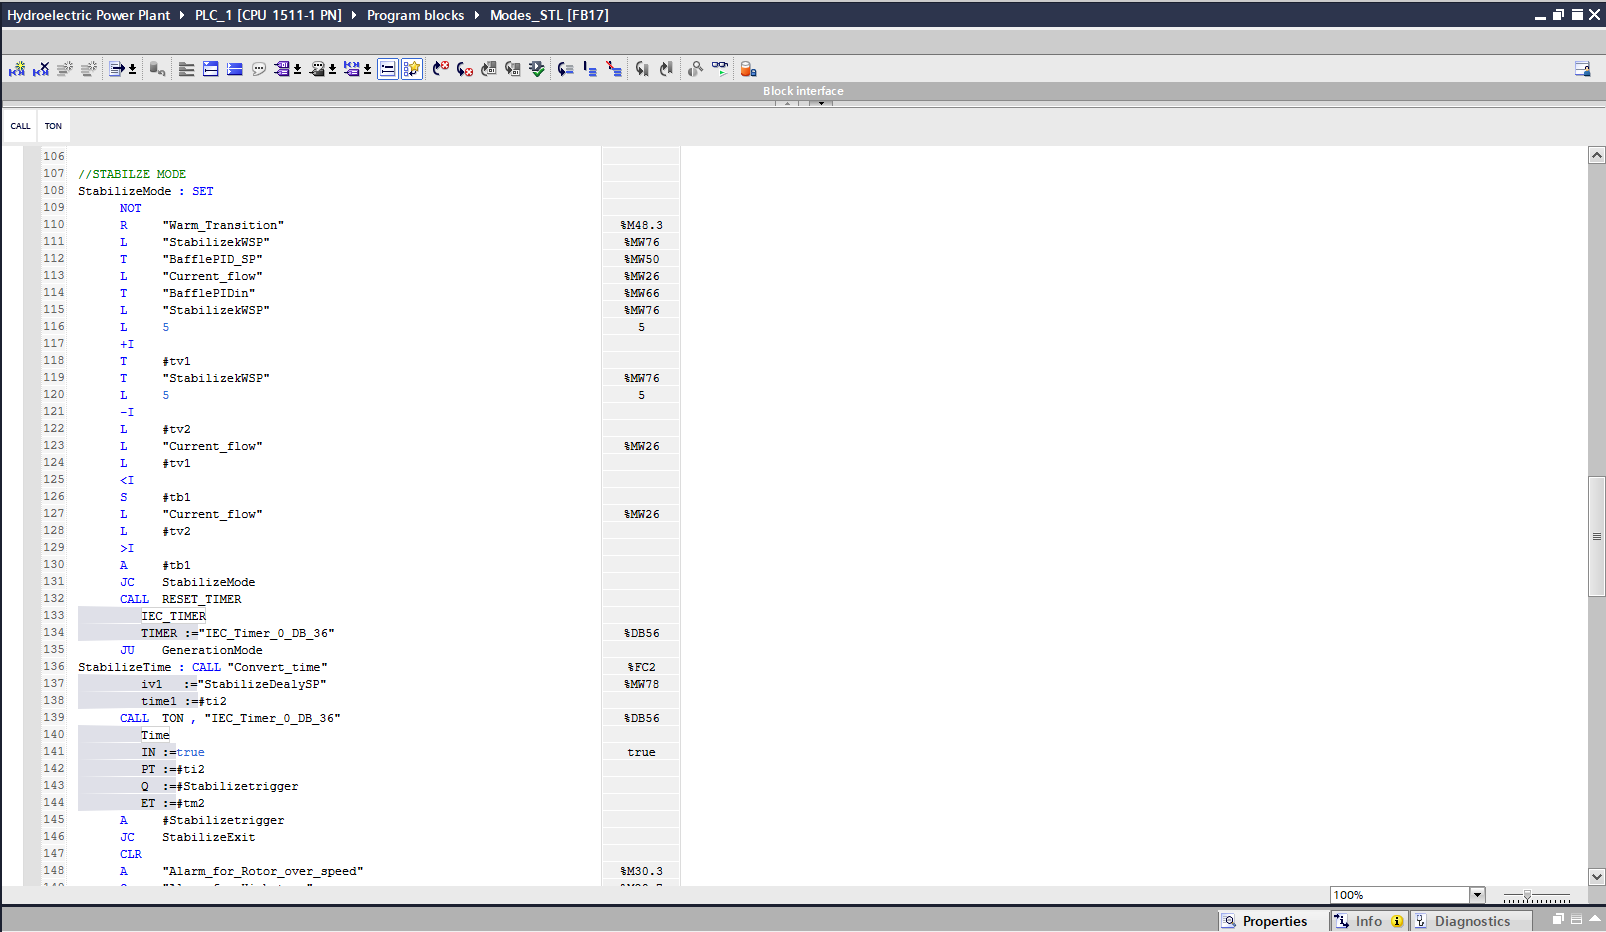 Hydroelectric Power Plant ▸ PLC_1 [CPU 1511-1 PN] ▸ Program blocks ▸ Modes_STL [FB17]
Block interface
CALL TON
106
107 //STABILZE MODE
108 StabilizeMode : SET
109 NOT
110 R "Warm_Transition" %M48.3
111 L "StabilizekWSP" %MW76
112 T "BafflePID_SP" %MW50
113 L "Current_flow" %MW26
114 T "BafflePIDin" %MW66
115 L "StabilizekWSP" %MW76
116 L 5 5
117 +I
118 T #tv1
119 T "StabilizekWSP" %MW76
120 L 5 5
121 -I
122 L #tv2
123 L "Current_flow" %MW26
124 L #tv1
125 <I
126 S #tb1
127 L "Current_flow" %MW26
128 L #tv2
129 >I
130 A #tb1
131 JC StabilizeMode
132 CALL RESET_TIMER
133 IEC_TIMER
134 TIMER :="IEC_Timer_0_DB_36" %DB56
135 JU GenerationMode
136 StabilizeTime : CALL "Convert_time" %FC2
137 iv1 :="StabilizeDealySP" %MW78
138 time1 :=#ti2
139 CALL TON , "IEC_Timer_0_DB_36" %DB56
140 Time
141 IN :=true true
142 PT :=#ti2
143 Q :=#Stabilizetrigger
144 ET :=#tm2
145 A #Stabilizetrigger
146 JC StabilizeExit
147 CLR
148 A "Alarm_for_Rotor_over_speed" %M30.3
100%
Properties Info Diagnostics